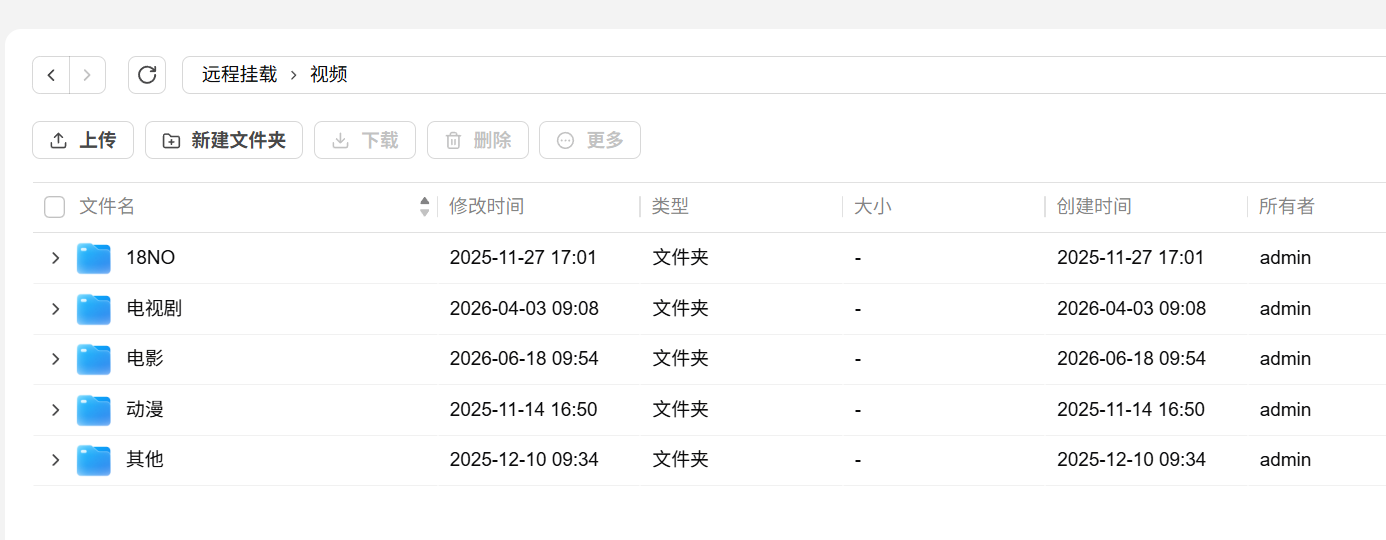 远程挂载 › 视频
上传 新建文件夹 下载 删除 更多
文件名 修改时间 类型 大小 创建时间 所有者
18NO 2025-11-27 17:01 文件夹 - 2025-11-27 17:01 admin
电视剧 2026-04-03 09:08 文件夹 - 2026-04-03 09:08 admin
电影 2026-06-18 09:54 文件夹 - 2026-06-18 09:54 admin
动漫 2025-11-14 16:50 文件夹 - 2025-11-14 16:50 admin
其他 2025-12-10 09:34 文件夹 - 2025-12-10 09:34 admin